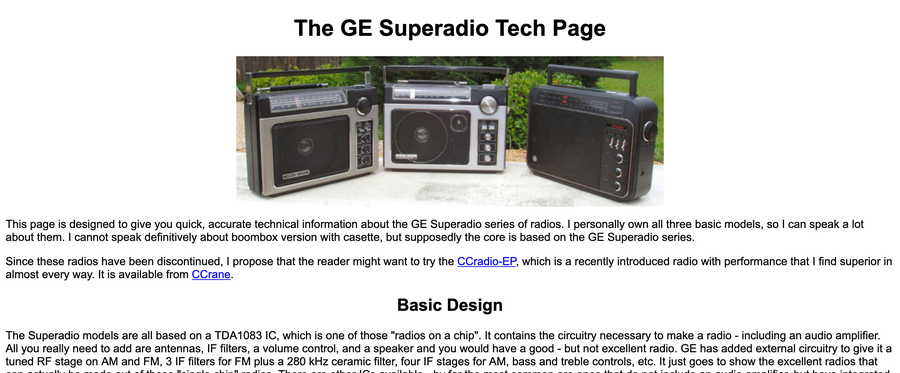 The GE Superadio Tech Page
This page is designed to give you quick, accurate technical information about the GE Superadio series of radios. I personally own all three basic models, so I can speak a lot
about them. I cannot speak definitively about boombox version with casette, but supposedly the core is based on the GE Superadio series.
Since these radios have been discontinued, I propose that the reader might want to try the CCradio-EP, which is a recently introduced radio with performance that I find superior in
almost every way. It is available from CCrane.
Basic Design
The Superadio models are all based on a TDA1083 IC, which is one of those "radios on a chip". It contains the circuitry necessary to make a radio - including an audio amplifier.
All you really need to add are antennas, IF filters, a volume control, and a speaker and you would have a good - but not excellent radio. GE has added external circuitry to give it a
tuned RF stage on AM and FM, 3 IF filters for FM plus a 280 kHz ceramic filter, four IF stages for AM, bass and treble controls, etc. It just goes to show the excellent radios that